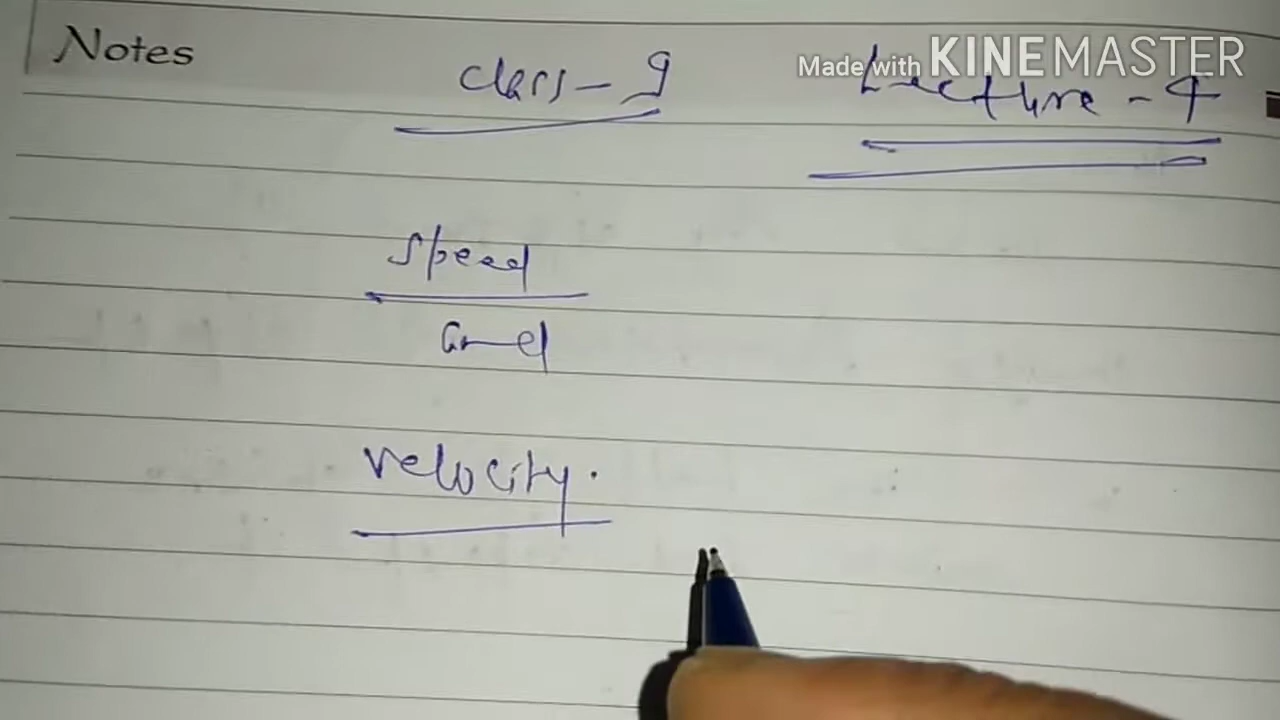 Notes
class - 9
Made with KINEMASTER
Lecture - 4
Speed
and
velocity.